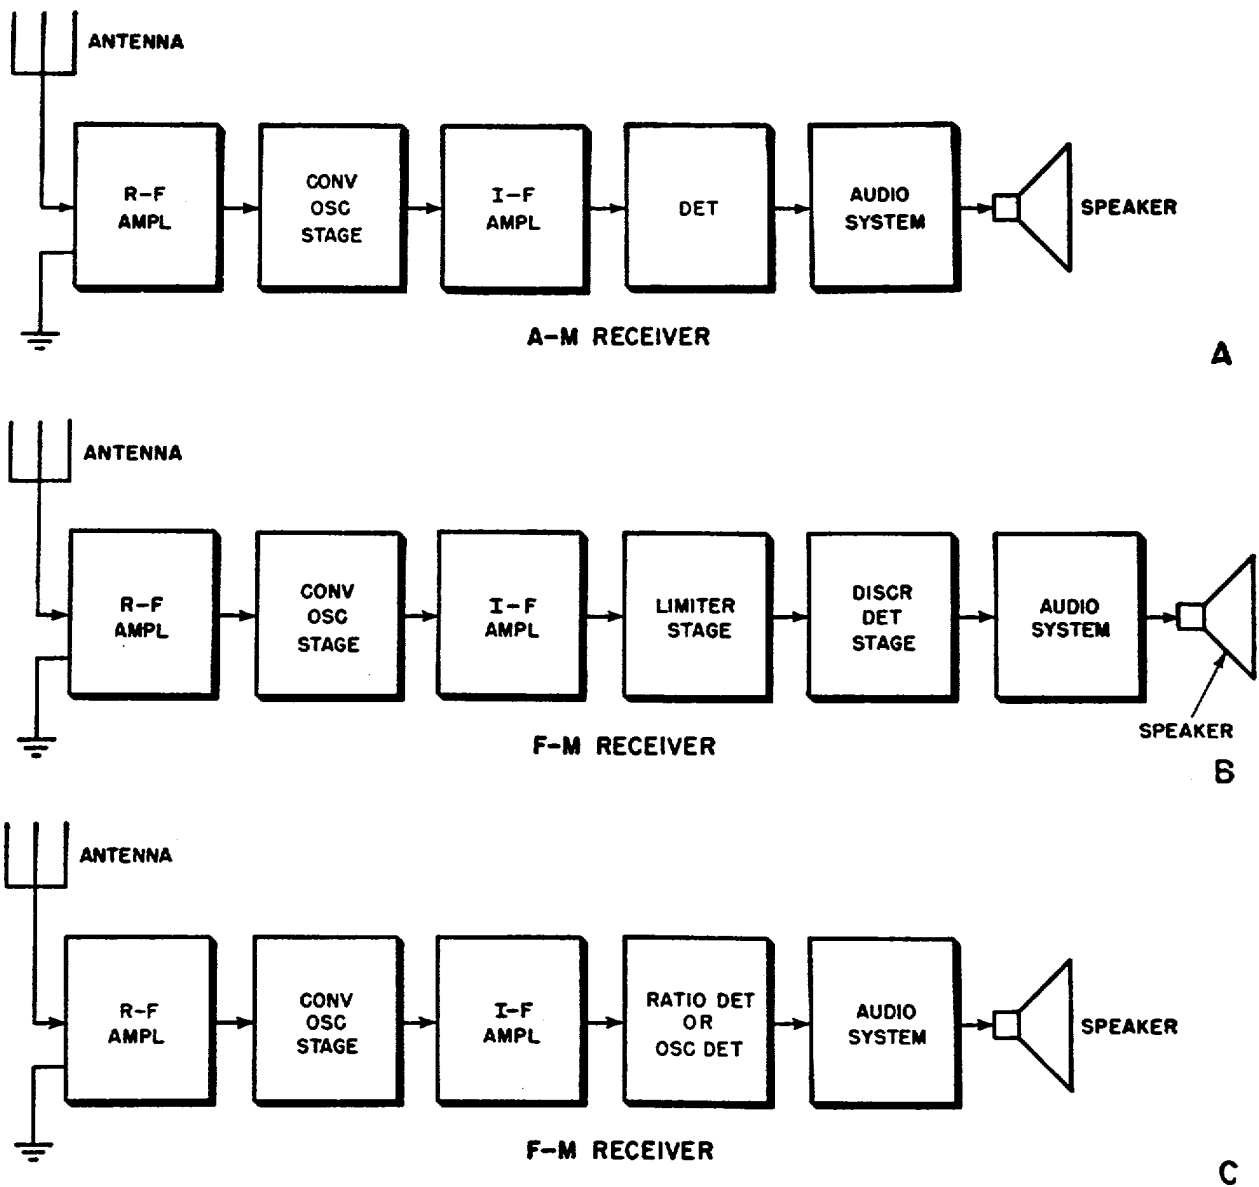 ANTENNA
R-F
AMPL
CONV
OSC
STAGE
I-F
AMPL
DET
AUDIO
SYSTEM
SPEAKER
A-M RECEIVER
A
ANTENNA
R-F
AMPL
CONV
OSC
STAGE
I-F
AMPL
LIMITER
STAGE
DISCR
DET
STAGE
AUDIO
SYSTEM
SPEAKER
F-M RECEIVER
B
ANTENNA
R-F
AMPL
CONV
OSC
STAGE
I-F
AMPL
RATIO DET
OR
OSC DET
AUDIO
SYSTEM
SPEAKER
F-M RECEIVER
C